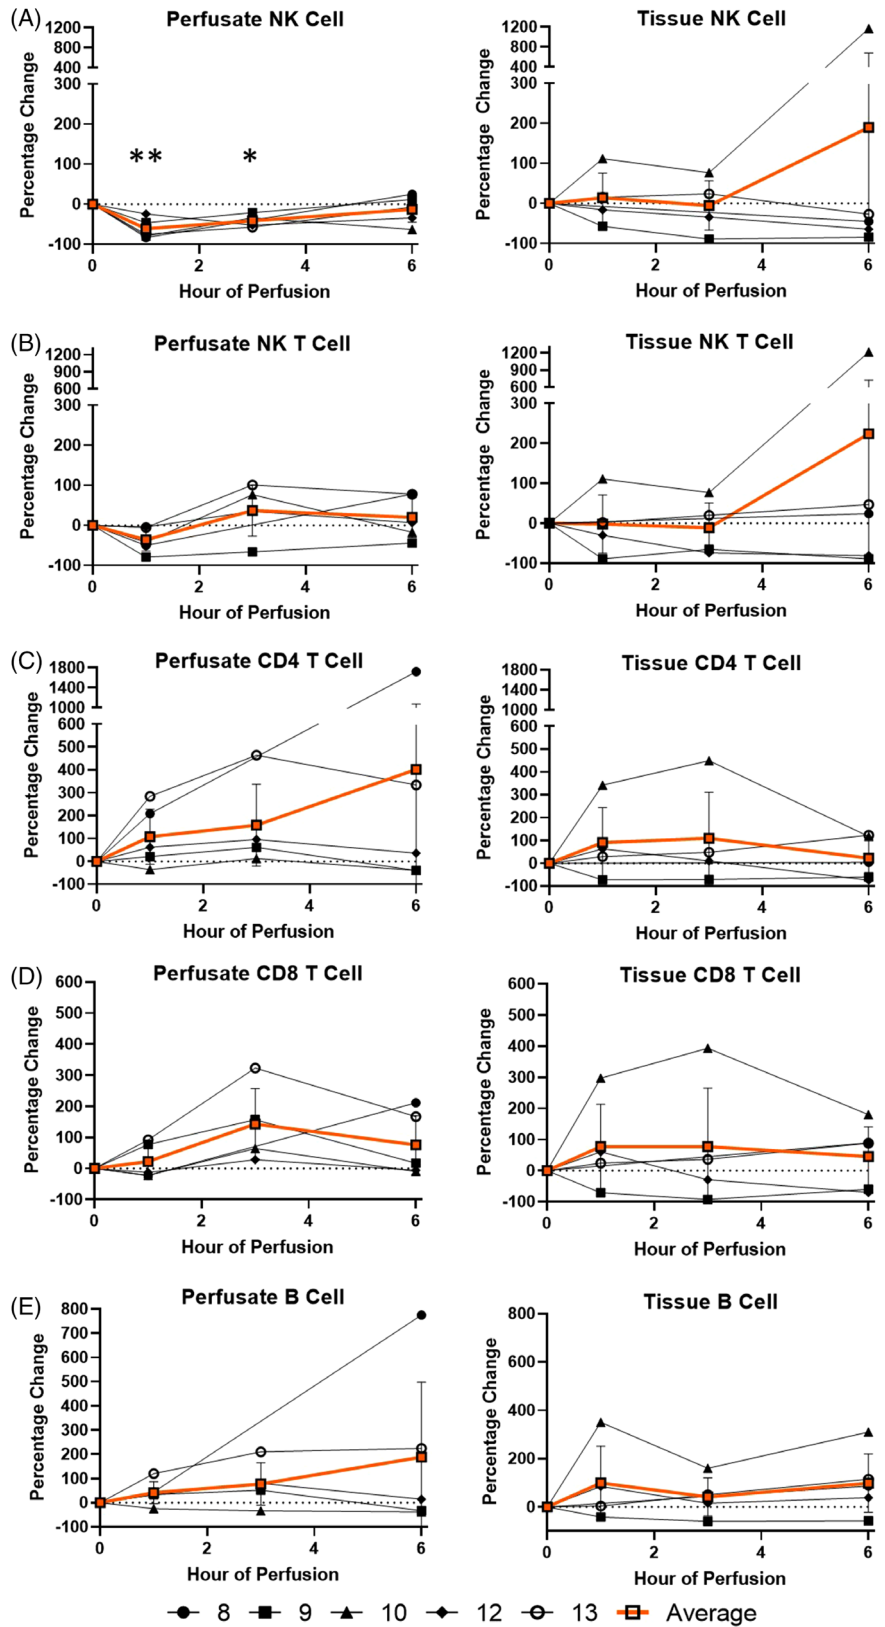 (A)
Perfusate NK Cell
Percentage Change
1200
800
400
300
200
100
0
-100
** *
0 2 4 6
Hour of Perfusion
Tissue NK Cell
Percentage Change
1200
800
400
300
200
100
0
-100
0 2 4 6
Hour of Perfusion
(B)
Perfusate NK T Cell
Percentage Change
1200
900
600
300
200
100
0
-100
0 2 4 6
Hour of Perfusion
Tissue NK T Cell
Percentage Change
1200
900
600
300
200
100
0
-100
0 2 4 6
Hour of Perfusion
(C)
Perfusate CD4 T Cell
Percentage Change
1800
1400
1000
600
500
400
300
200
100
0
-100
0 2 4 6
Hour of Perfusion
Tissue CD4 T Cell
Percentage Change
1800
1400
1000
600
500
400
300
200
100
0
-100
0 2 4 6
Hour of Perfusion
(D)
Perfusate CD8 T Cell
Percentage Change
600
500
400
300
200
100
0
-100
0 2 4 6
Hour of Perfusion
Tissue CD8 T Cell
Percentage Change
600
500
400
300
200
100
0
-100
0 2 4 6
Hour of Perfusion
(E)
Perfusate B Cell
Percentage Change
800
700
600
500
400
300
200
100
0
-100
0 2 4 6
Hour of Perfusion
Tissue B Cell
Percentage Change
800
600
400
200
0
0 2 4 6
Hour of Perfusion
8 9 10 12 13 Average